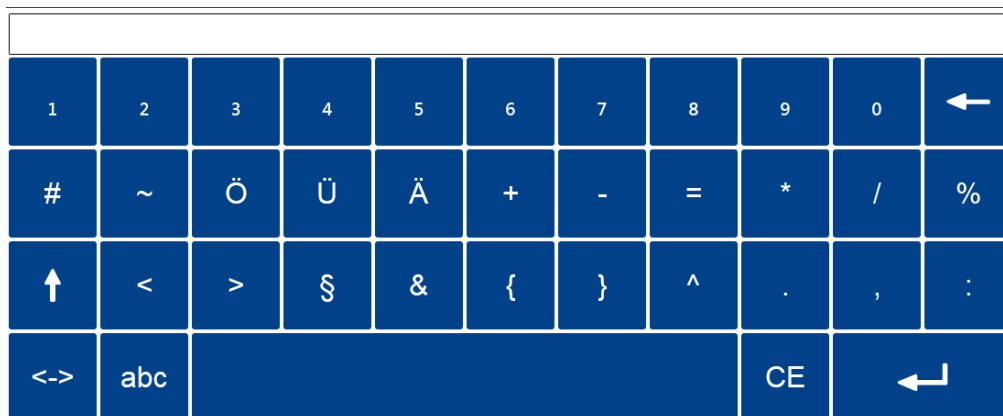 1 2 3 4 5 6 7 8 9 0
# ~ Ö Ü Ä + - = * / %
< > § & { } ^ . , :
<-> abc CE